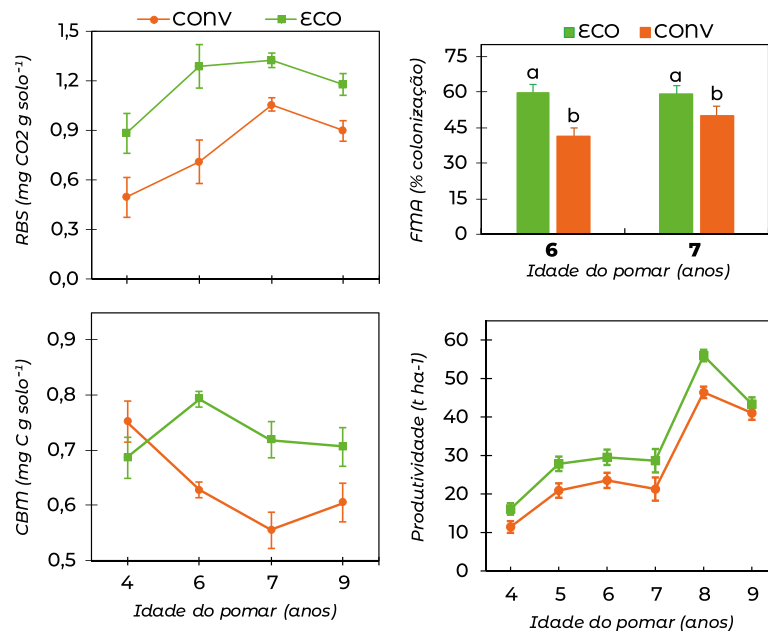 CONV ECO
1,5
1,2
0,9
0,6
0,3
0,0
RBS (mg CO2 g solo⁻¹)
ECO CONV
75
60
45
30
15
0
FMA (% colonização)
a b a b
6 7
Idade do pomar (anos)
0,9
0,8
0,7
0,6
0,5
CBM (mg C g solo⁻¹)
4 6 7 9
Idade do pomar (anos)
60
50
40
30
20
10
0
Produtividade (t ha-1)
4 5 6 7 8 9
Idade do pomar (anos)